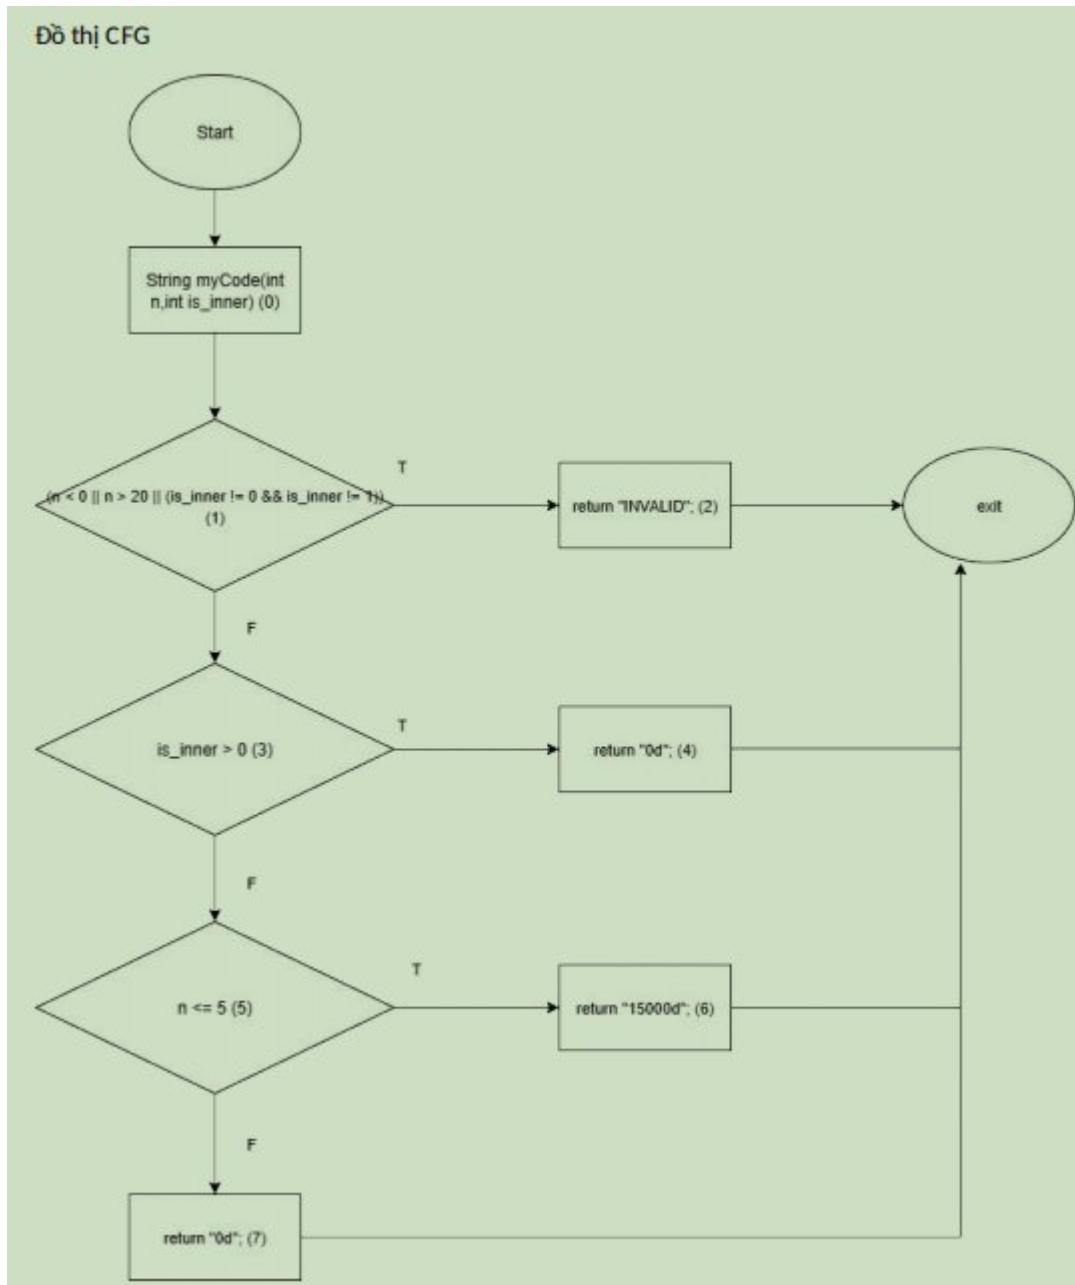 Đồ thị CFG
Start
String myCode(int
n,int is_inner) (0)
(n < 0 || n > 20 || (is_inner != 0 && is_inner != 1))
(1)
T
return "INVALID"; (2)
exit
F
is_inner > 0 (3)
T
return "0d"; (4)
F
n <= 5 (5)
T
return "15000d"; (6)
F
return "0d"; (7)